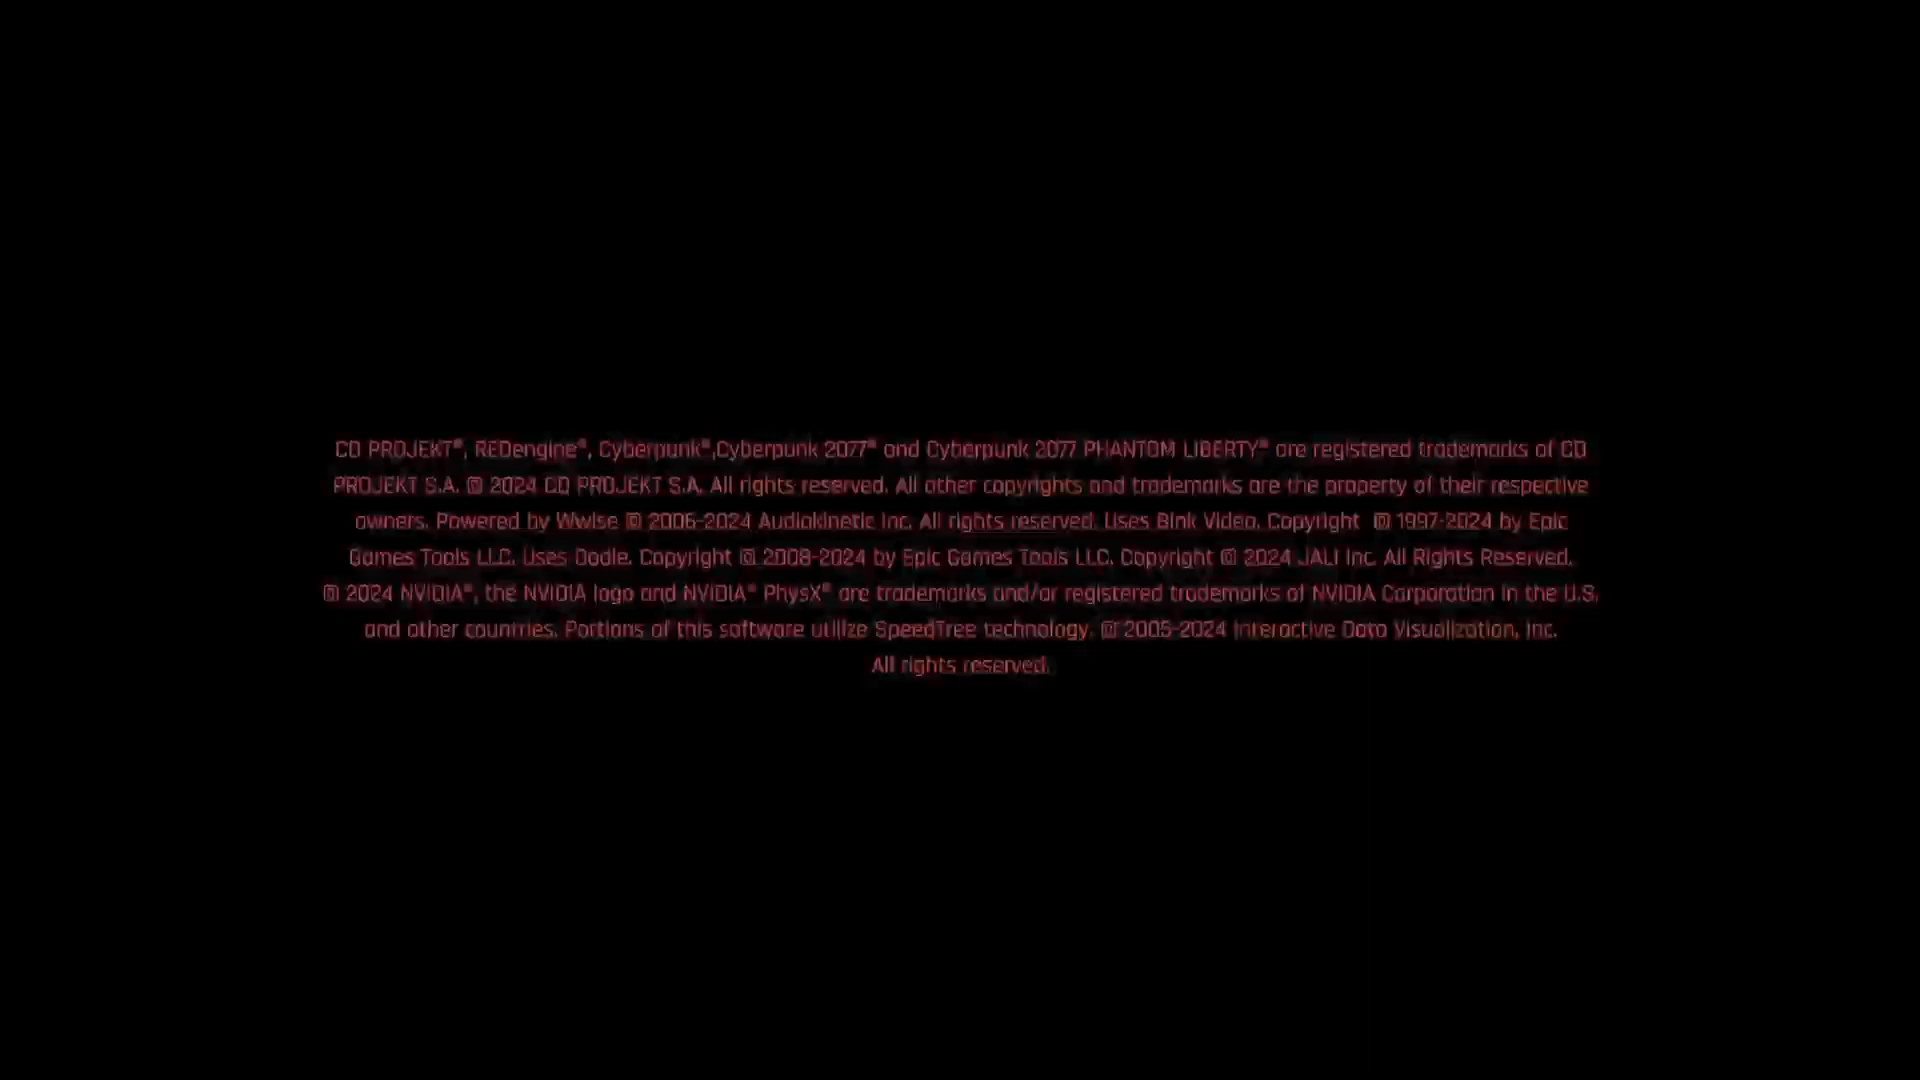 CD PROJEKT®, REDengine®, Cyberpunk®,Cyberpunk 2077® and Cyberpunk 2077 PHANTOM LIBERTY® are registered trademarks of CD
PROJEKT S.A. © 2024 CD PROJEKT S.A. All rights reserved. All other copyrights and trademarks are the property of their respective
owners. Powered by Wwise © 2006-2024 Audiokinetic Inc. All rights reserved. Uses Bink Video. Copyright © 1997-2024 by Epic
Games Tools LLC. Uses Oodle. Copyright © 2008-2024 by Epic Games Tools LLC. Copyright © 2024 JALI Inc. All Rights Reserved.
© 2024 NVIDIA®, the NVIDIA logo and NVIDIA® PhysX® are trademarks and/or registered trademarks of NVIDIA Corporation in the U.S.
and other countries. Portions of this software utilize SpeedTree technology. © 2005-2024 Interactive Data Visualization, Inc.
All rights reserved.